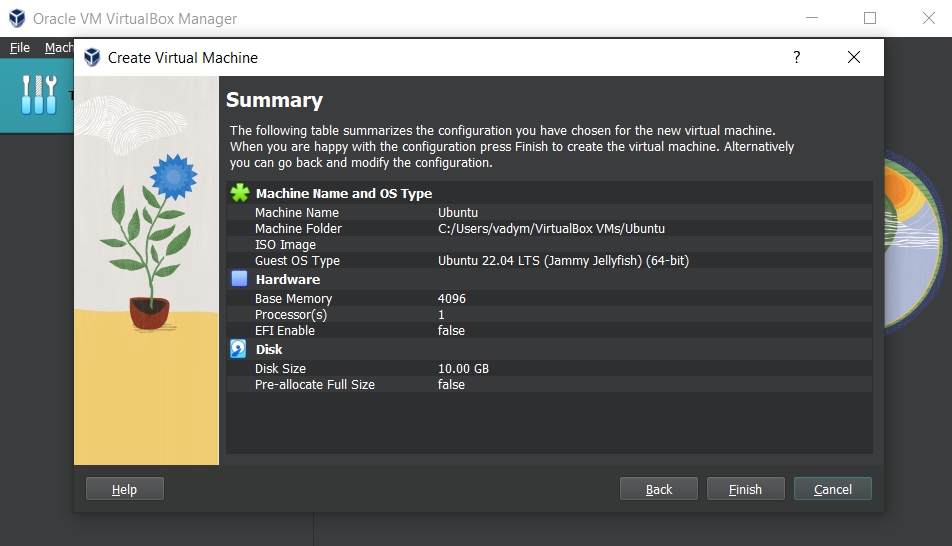 Oracle VM VirtualBox Manager
File Mach
Create Virtual Machine ?
Summary
The following table summarizes the configuration you have chosen for the new virtual machine.
When you are happy with the configuration press Finish to create the virtual machine. Alternatively
you can go back and modify the configuration.
Machine Name and OS Type
Machine Name Ubuntu
Machine Folder C:/Users/vadym/VirtualBox VMs/Ubuntu
ISO Image
Guest OS Type Ubuntu 22.04 LTS (Jammy Jellyfish) (64-bit)
Hardware
Base Memory 4096
Processor(s) 1
EFI Enable false
Disk
Disk Size 10.00 GB
Pre-allocate Full Size false
Help Back Finish Cancel